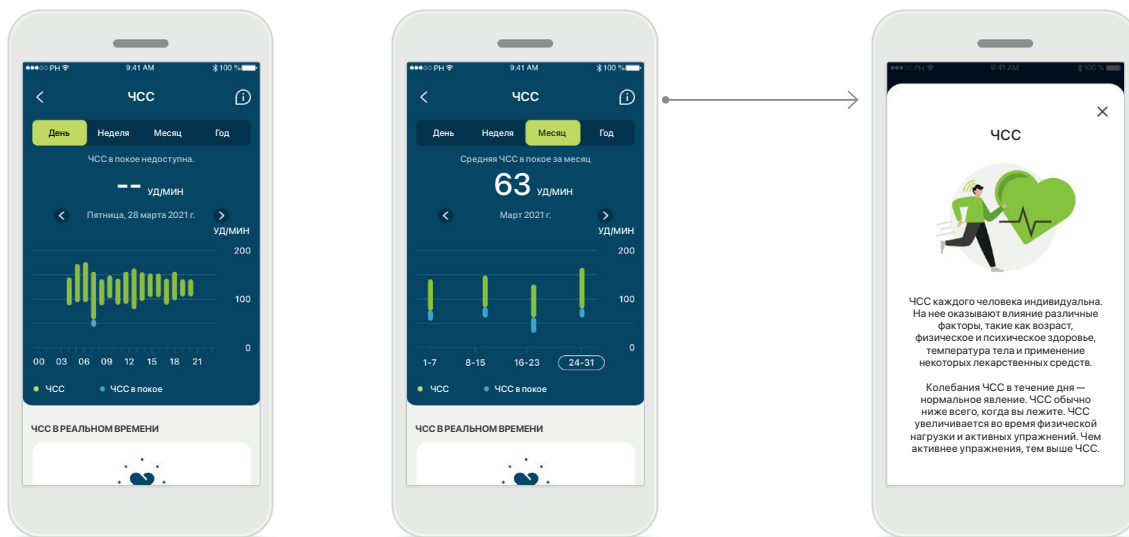 PH
9:41 AM
100 %
ЧСС
День Неделя Месяц Год
ЧСС в покое недоступна.
-- уд/мин
Пятница, 28 марта 2021 г.
УД/МИН
200
100
0
00 03 06 09 12 15 18 21
ЧСС ЧСС в покое
ЧСС В РЕАЛЬНОМ ВРЕМЕНИ
PH
9:41 AM
100 %
ЧСС
День Неделя Месяц Год
Средняя ЧСС в покое за месяц
63 уд/мин
Март 2021 г.
УД/МИН
200
100
0
1-7 8-15 16-23 24-31
ЧСС ЧСС в покое
ЧСС В РЕАЛЬНОМ ВРЕМЕНИ
PH
9:41 AM
100 %
ЧСС
ЧСС каждого человека индивидуальна.
На нее оказывают влияние различные
факторы, такие как возраст,
физическое и психическое здоровье,
температура тела и применение
некоторых лекарственных средств.
Колебания ЧСС в течение дня —
нормальное явление. ЧСС обычно
ниже всего, когда вы лежите. ЧСС
увеличивается во время физической
нагрузки и активных упражнений. Чем
активнее упражнения, тем выше ЧСС.